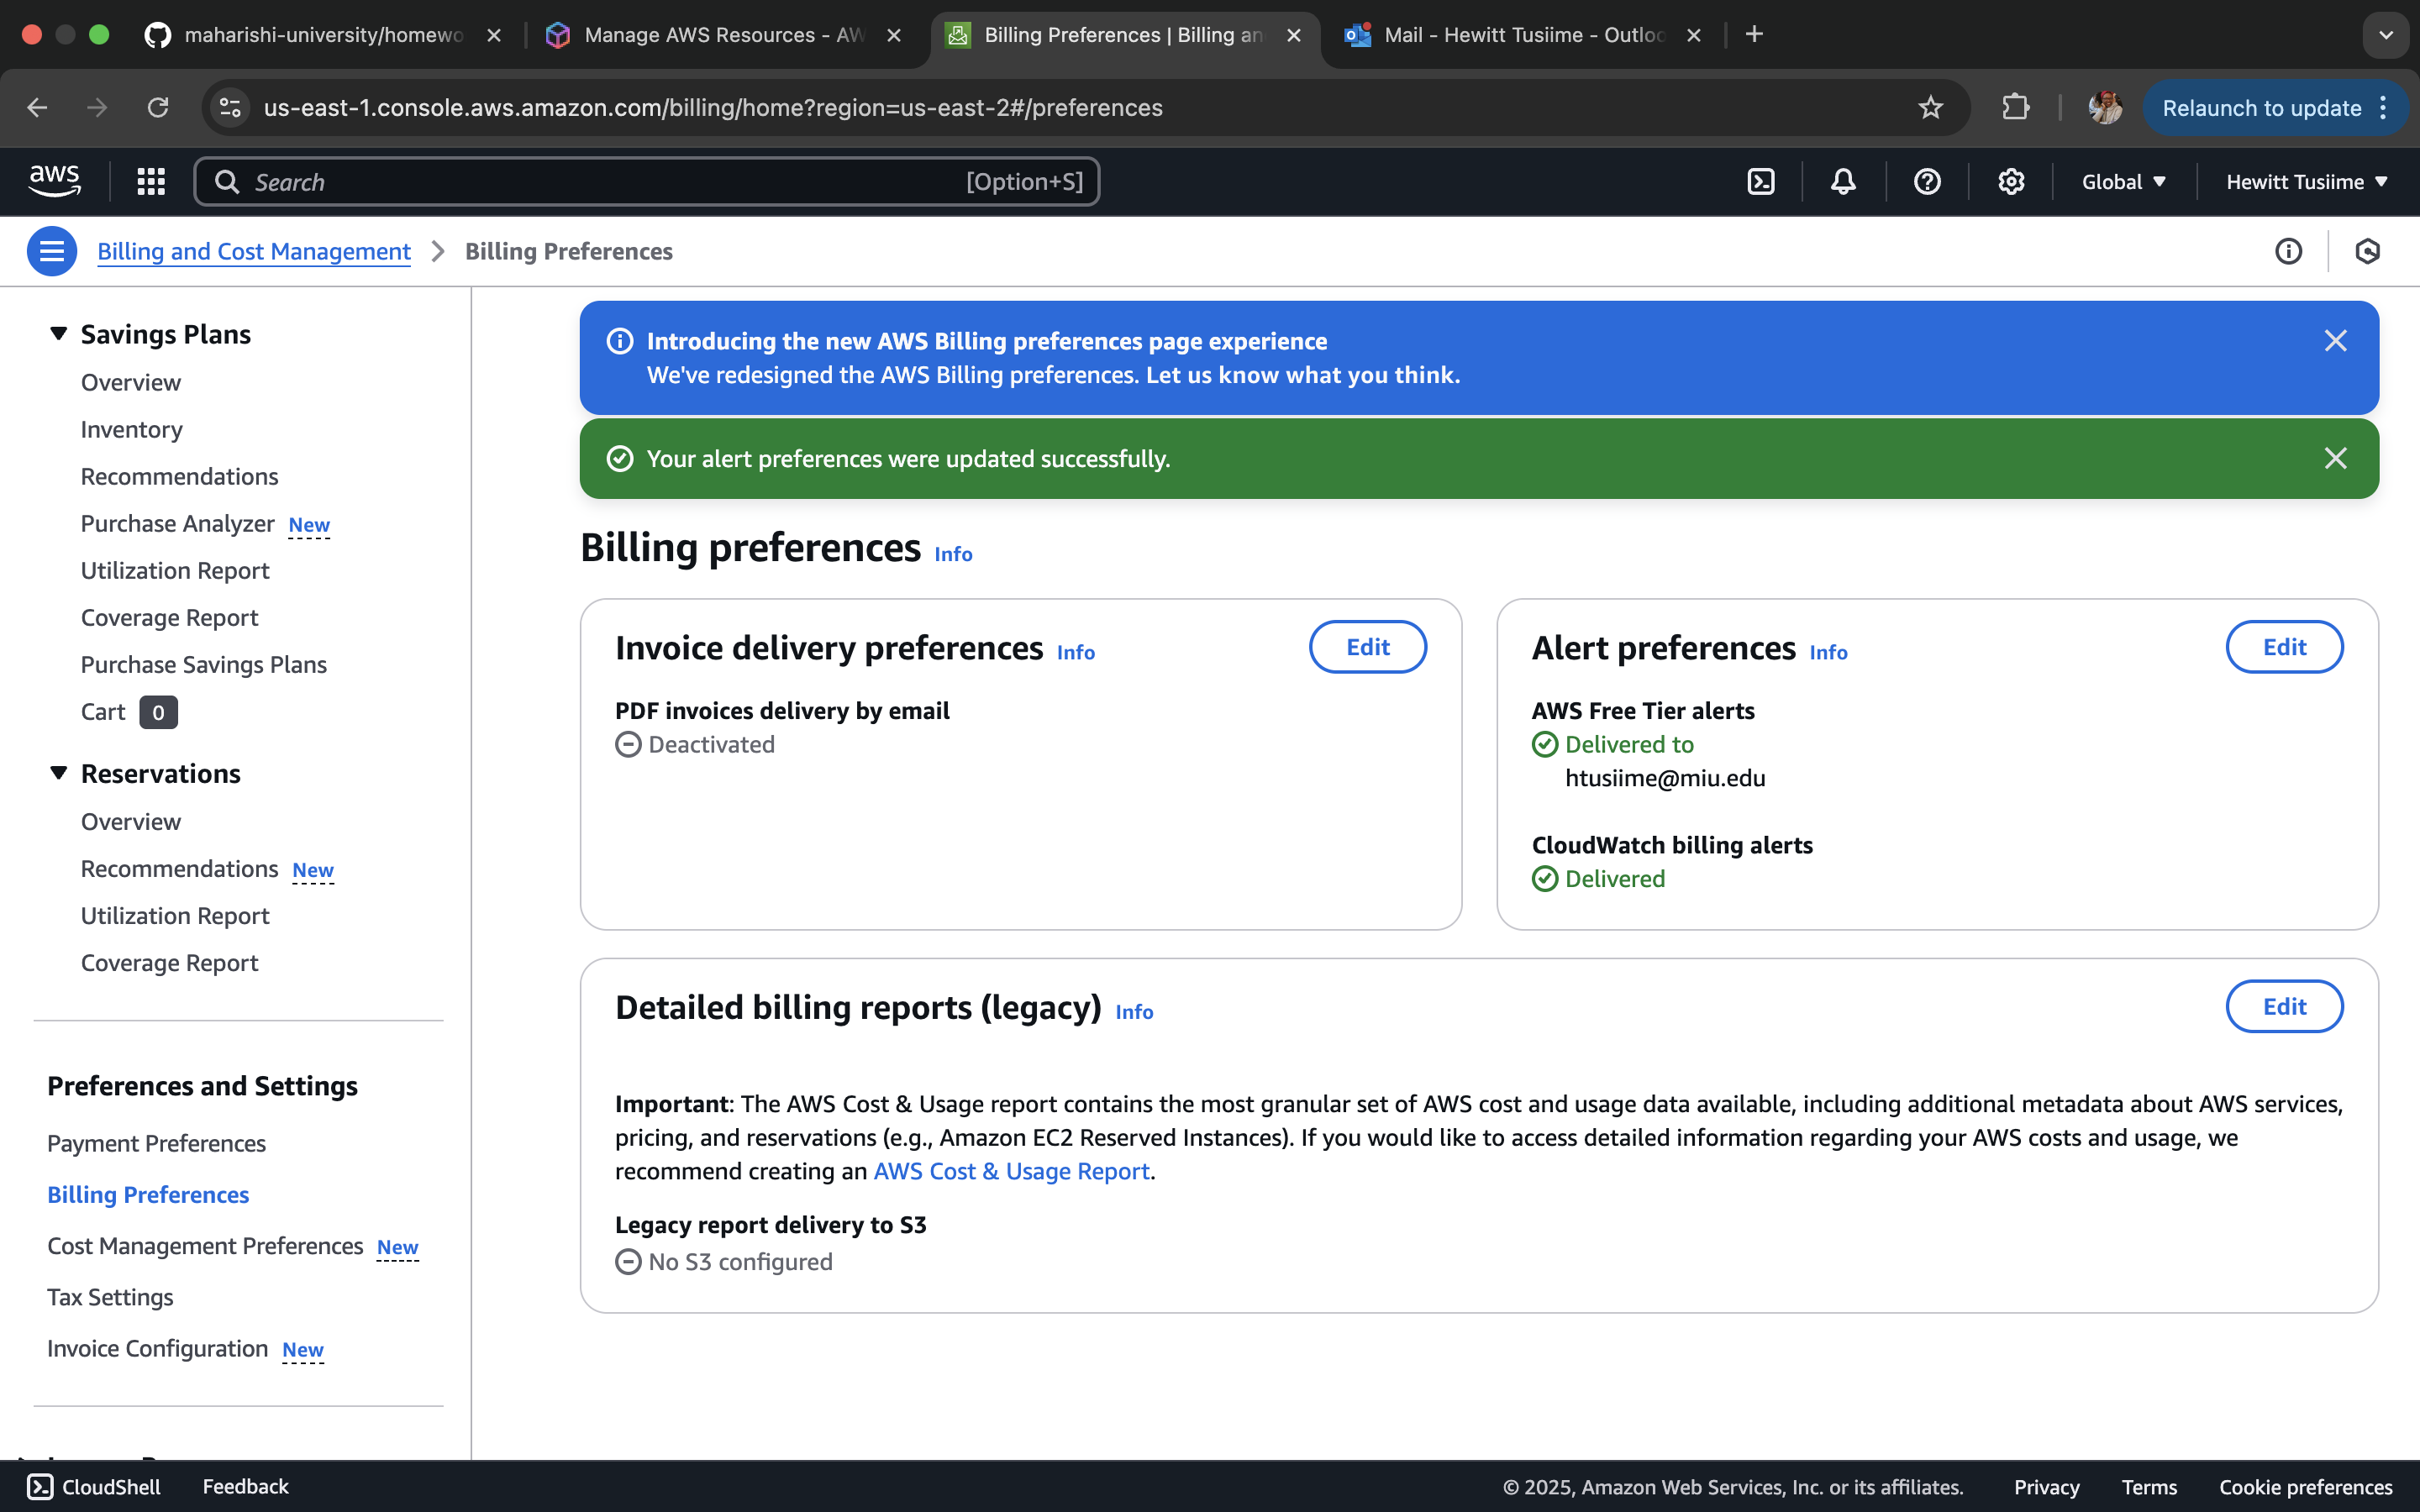 maharishi-university/homewo
Manage AWS Resources - AW
Billing Preferences | Billing an
Mail - Hewitt Tusiime - Outloo
us-east-1.console.aws.amazon.com/billing/home?region=us-east-2#/preferences
Relaunch to update
aws
Search
[Option+S]
Global
Hewitt Tusiime
Billing and Cost Management
Billing Preferences
Savings Plans
Overview
Inventory
Recommendations
Purchase Analyzer New
Utilization Report
Coverage Report
Purchase Savings Plans
Cart 0
Reservations
Overview
Recommendations New
Utilization Report
Coverage Report
Preferences and Settings
Payment Preferences
Billing Preferences
Cost Management Preferences New
Tax Settings
Invoice Configuration New
Introducing the new AWS Billing preferences page experience
We've redesigned the AWS Billing preferences. Let us know what you think.
Your alert preferences were updated successfully.
Billing preferences Info
Invoice delivery preferences Info
Edit
PDF invoices delivery by email
Deactivated
Alert preferences Info
Edit
AWS Free Tier alerts
Delivered to
htusiime@miu.edu
CloudWatch billing alerts
Delivered
Detailed billing reports (legacy) Info
Edit
Important: The AWS Cost & Usage report contains the most granular set of AWS cost and usage data available, including additional metadata about AWS services,
pricing, and reservations (e.g., Amazon EC2 Reserved Instances). If you would like to access detailed information regarding your AWS costs and usage, we
recommend creating an AWS Cost & Usage Report.
Legacy report delivery to S3
No S3 configured
CloudShell
Feedback
© 2025, Amazon Web Services, Inc. or its affiliates.
Privacy
Terms
Cookie preferences